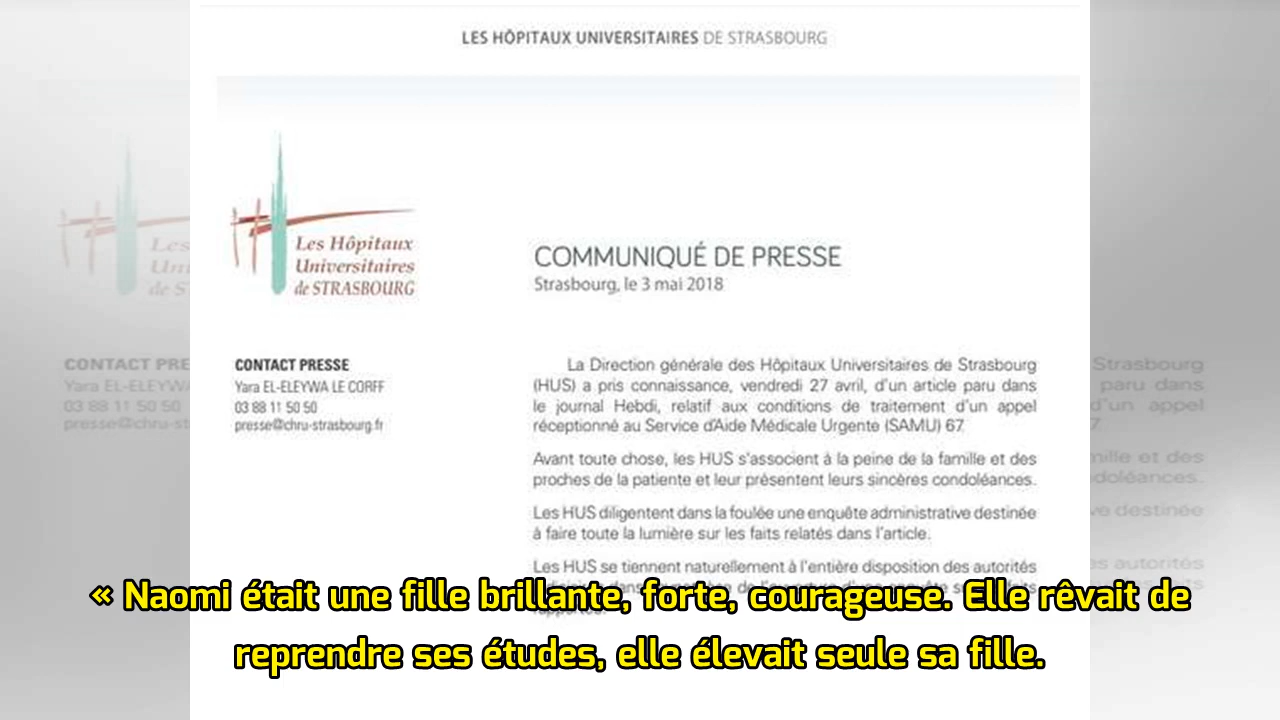 LES HÔPITAUX UNIVERSITAIRES DE STRASBOURG
Les Hôpitaux
Universitaires
de STRASBOURG
COMMUNIQUÉ DE PRESSE
Strasbourg, le 3 mai 2018
CONTACT PRESSE
Yara EL-ELEYWA LE CORFF
03 88 11 50 50
presse@chru-strasbourg.fr
La Direction générale des Hôpitaux Universitaires de Strasbourg
(HUS) a pris connaissance, vendredi 27 avril, d'un article paru dans
le journal Hebdi, relatif aux conditions de traitement d'un appel
réceptionné au Service d'Aide Médicale Urgente (SAMU) 67.
Avant toute chose, les HUS s'associent à la peine de la famille et des
proches de la patiente et leur présentent leurs sincères condoléances.
Les HUS diligentent dans la foulée une enquête administrative destinée
à faire toute la lumière sur les faits relatés dans l'article.
Les HUS se tiennent naturellement à l'entière disposition des autorités
« Naomi était une fille brillante, forte, courageuse. Elle rêvait de
reprendre ses études, elle élevait seule sa fille.